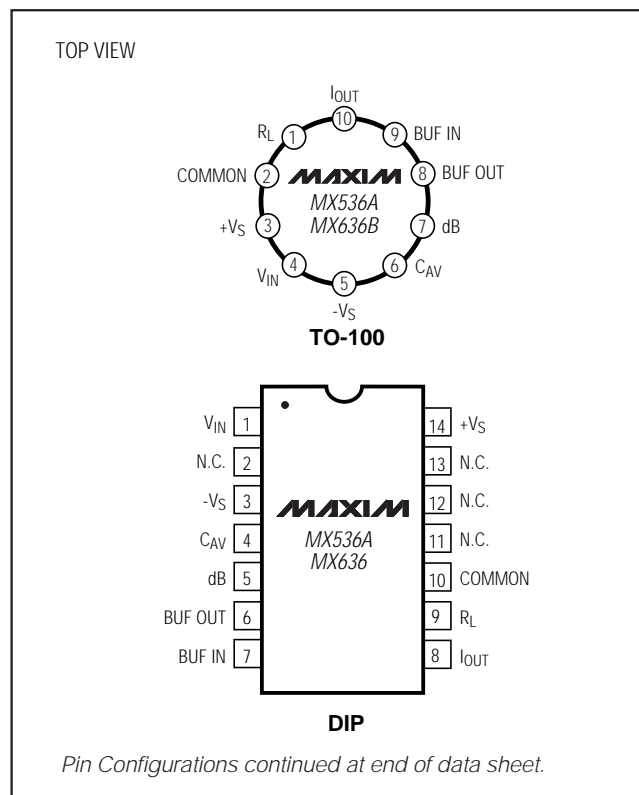 TOP VIEW
IOUT
10
RL 1
9 BUF IN
COMMON 2
8 BUF OUT
MAXIM
MX536A
MX636B
+VS 3
7 dB
VIN 4
6 CAV
5
-VS
TO-100
VIN 1
14 +VS
N.C. 2
13 N.C.
-VS 3
12 N.C.
MAXIM
CAV 4
11 N.C.
MX536A
MX636
dB 5
10 COMMON
BUF OUT 6
9 RL
BUF IN 7
8 IOUT
DIP
Pin Configurations continued at end of data sheet.